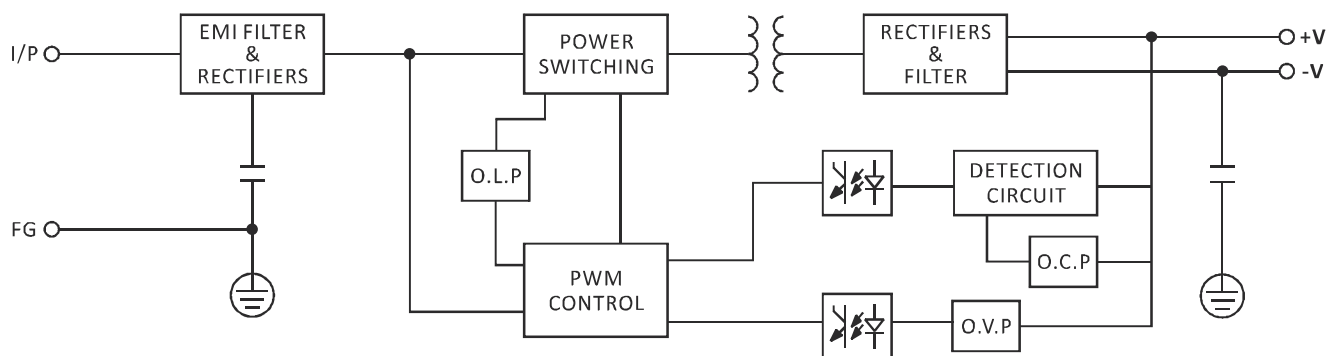 I/P
EMI FILTER
&
RECTIFIERS
POWER
SWITCHING
RECTIFIERS
&
FILTER
+V
-V
O.L.P
DETECTION
CIRCUIT
FG
O.C.P
PWM
CONTROL
O.V.P